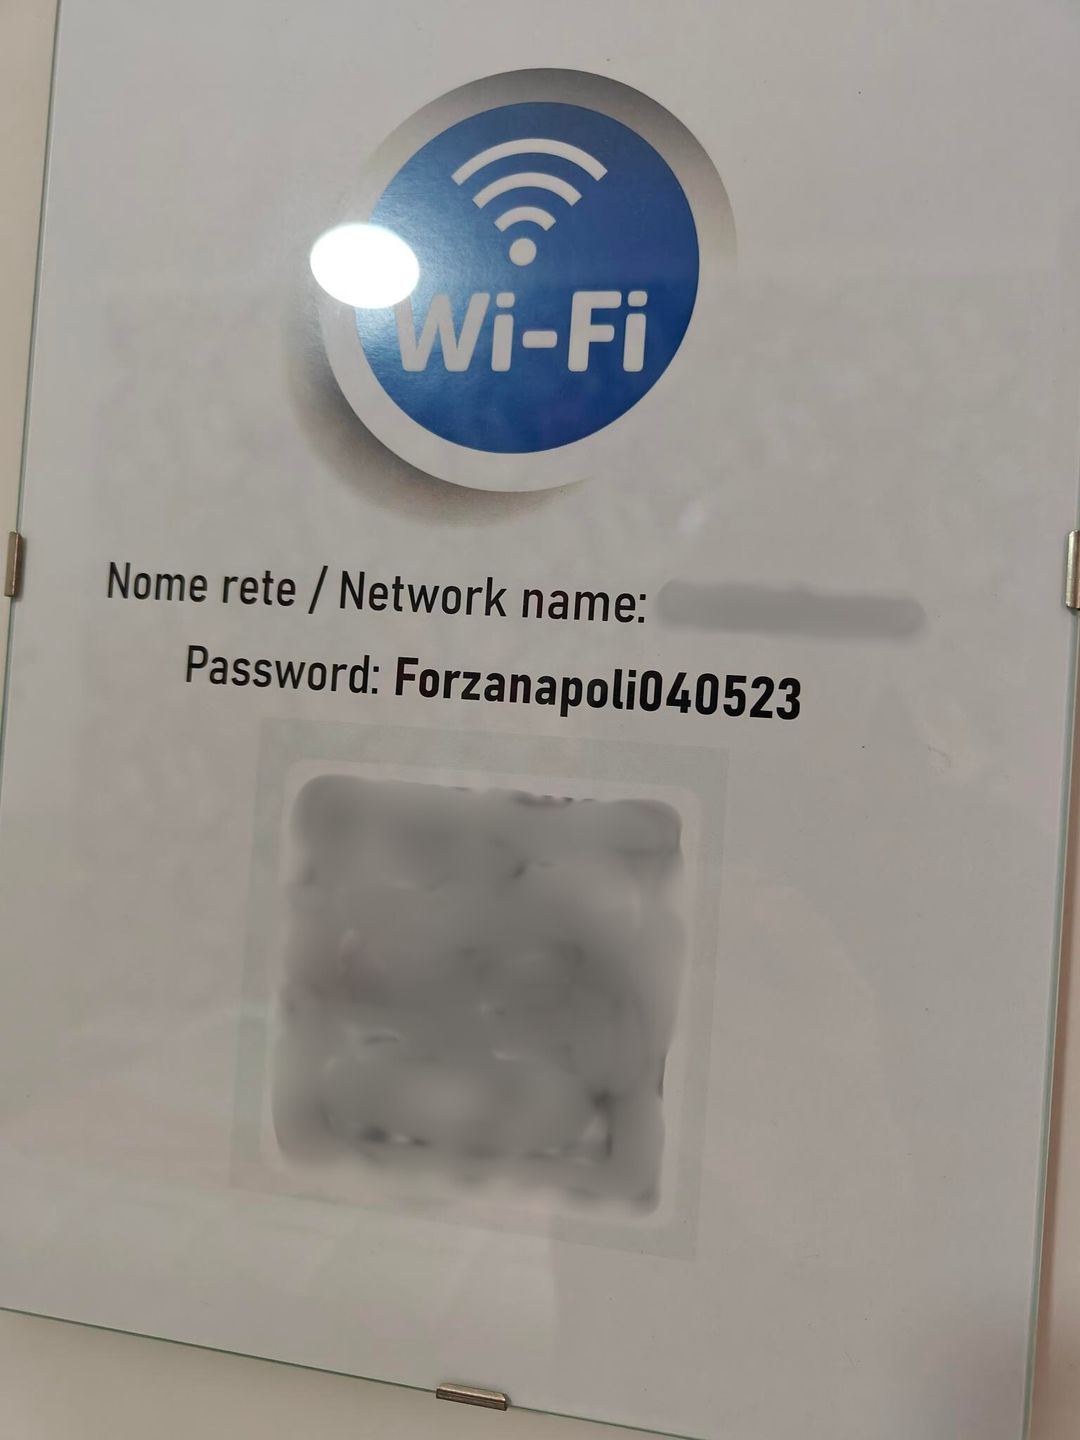 Wi-Fi
Nome rete / Network name:
Password: Forzanapoli040523